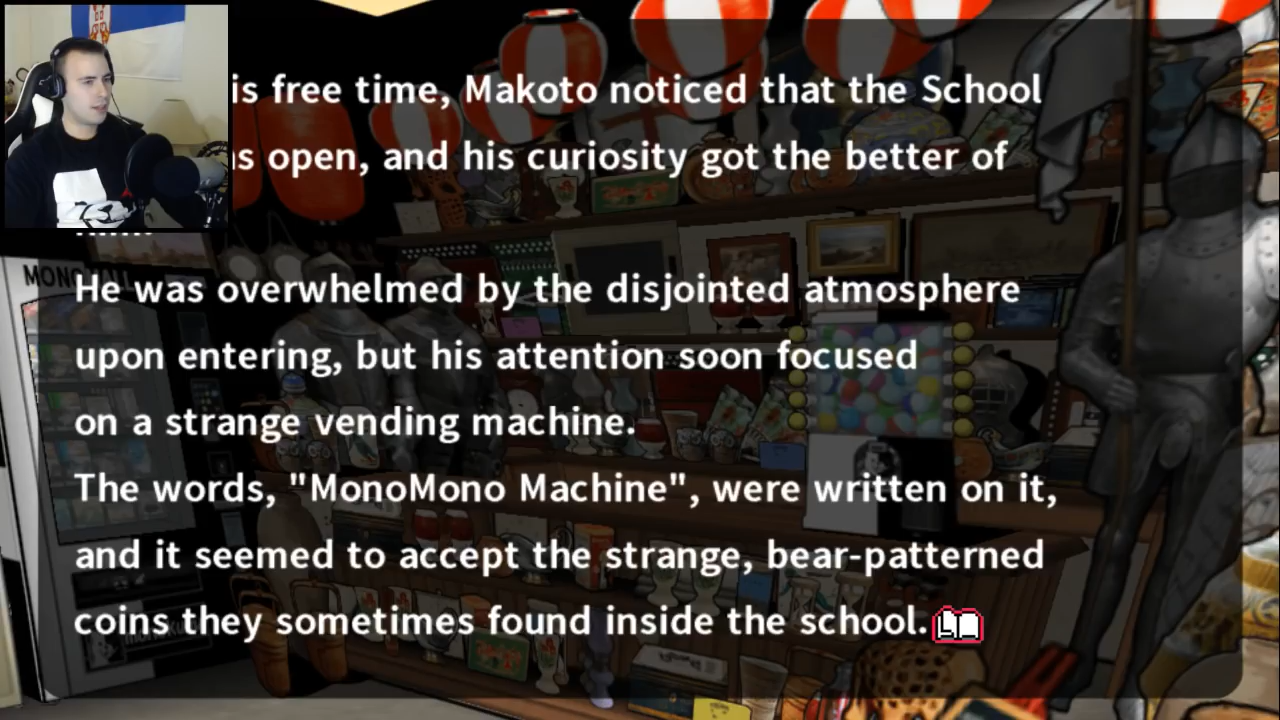 is free time, Makoto noticed that the School
s open, and his curiosity got the better of
He was overwhelmed by the disjointed atmosphere
upon entering, but his attention soon focused
on a strange vending machine.
The words, "MonoMono Machine", were written on it,
and it seemed to accept the strange, bear-patterned
coins they sometimes found inside the school.